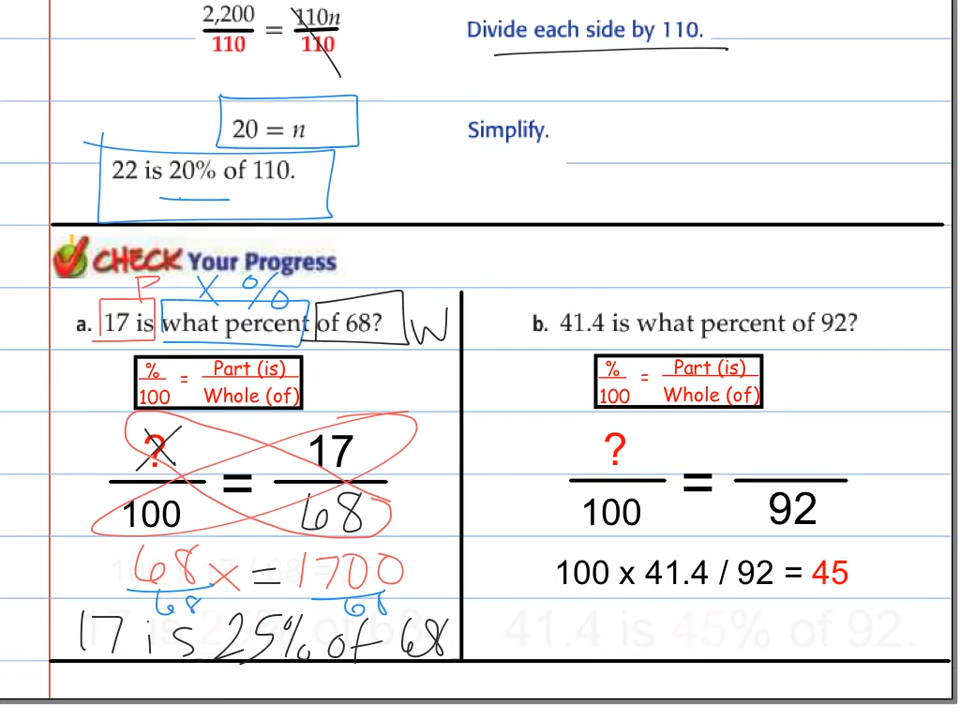 2,200 / 110 = 110n / 110 Divide each side by 110.
20 = n Simplify.
22 is 20% of 110.
CHECK Your Progress
P X %
a. 17 is what percent of 68? W
% / 100 = Part (is) / Whole (of)
? X / 100 = 17 / 68
68x = 1700
68 68
17 is 25% of 68
b. 41.4 is what percent of 92?
% / 100 = Part (is) / Whole (of)
? / 100 = / 92
100 x 41.4 / 92 = 45
41.4 is 45% of 92.